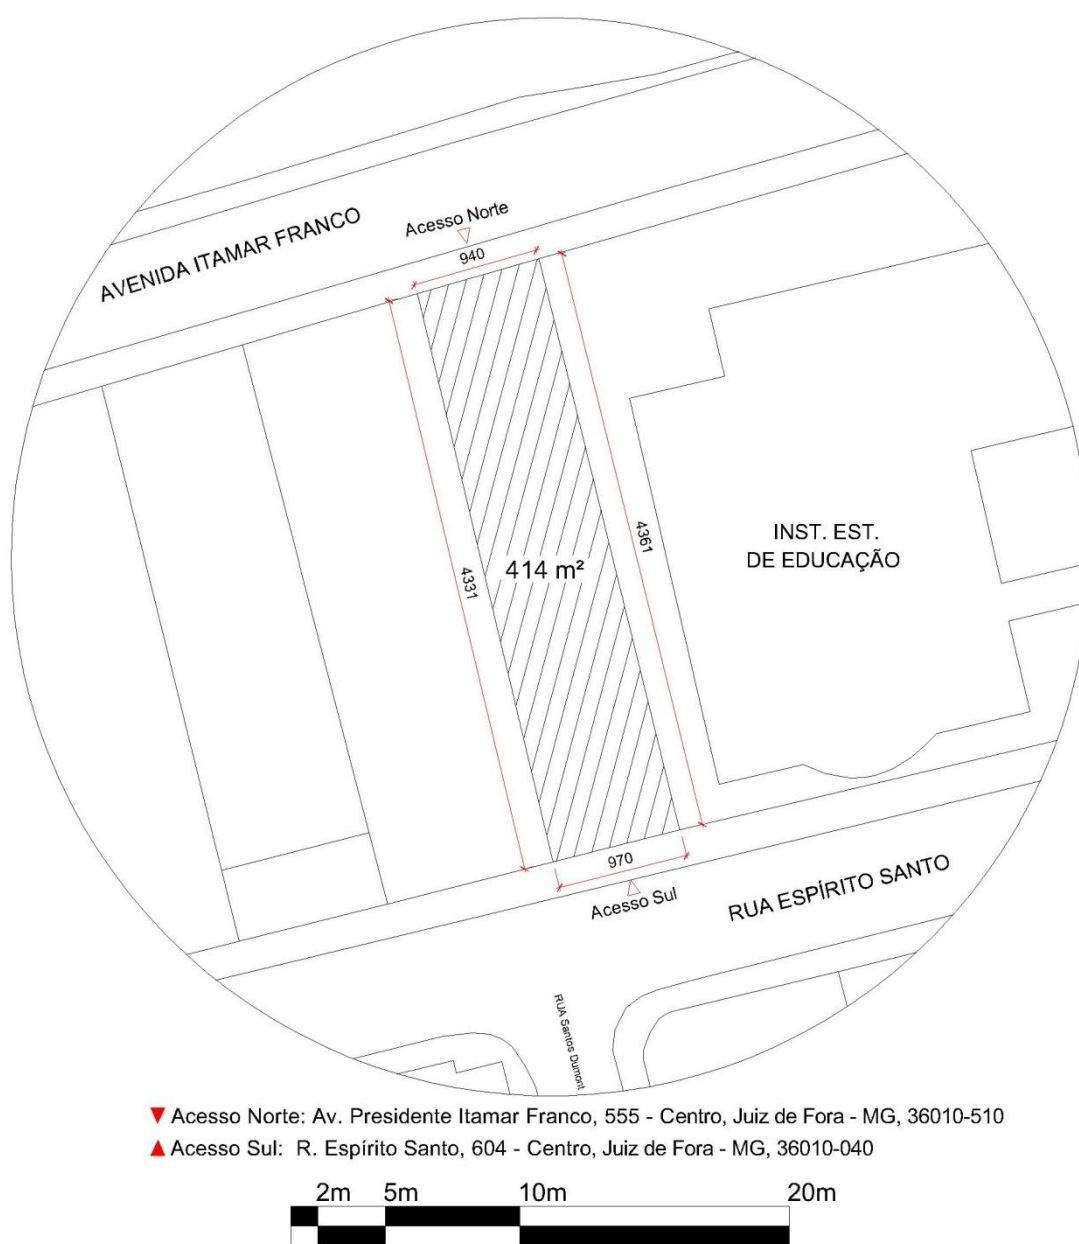 Acesso Norte
AVENIDA ITAMAR FRANCO
940
4331
4361
414 m²
INST. EST.
DE EDUCAÇÃO
970
Acesso Sul
RUA ESPÍRITO SANTO
RUA Santos Dumont
Acesso Norte: Av. Presidente Itamar Franco, 555 - Centro, Juiz de Fora - MG, 36010-510
Acesso Sul: R. Espírito Santo, 604 - Centro, Juiz de Fora - MG, 36010-040
2m 5m 10m 20m